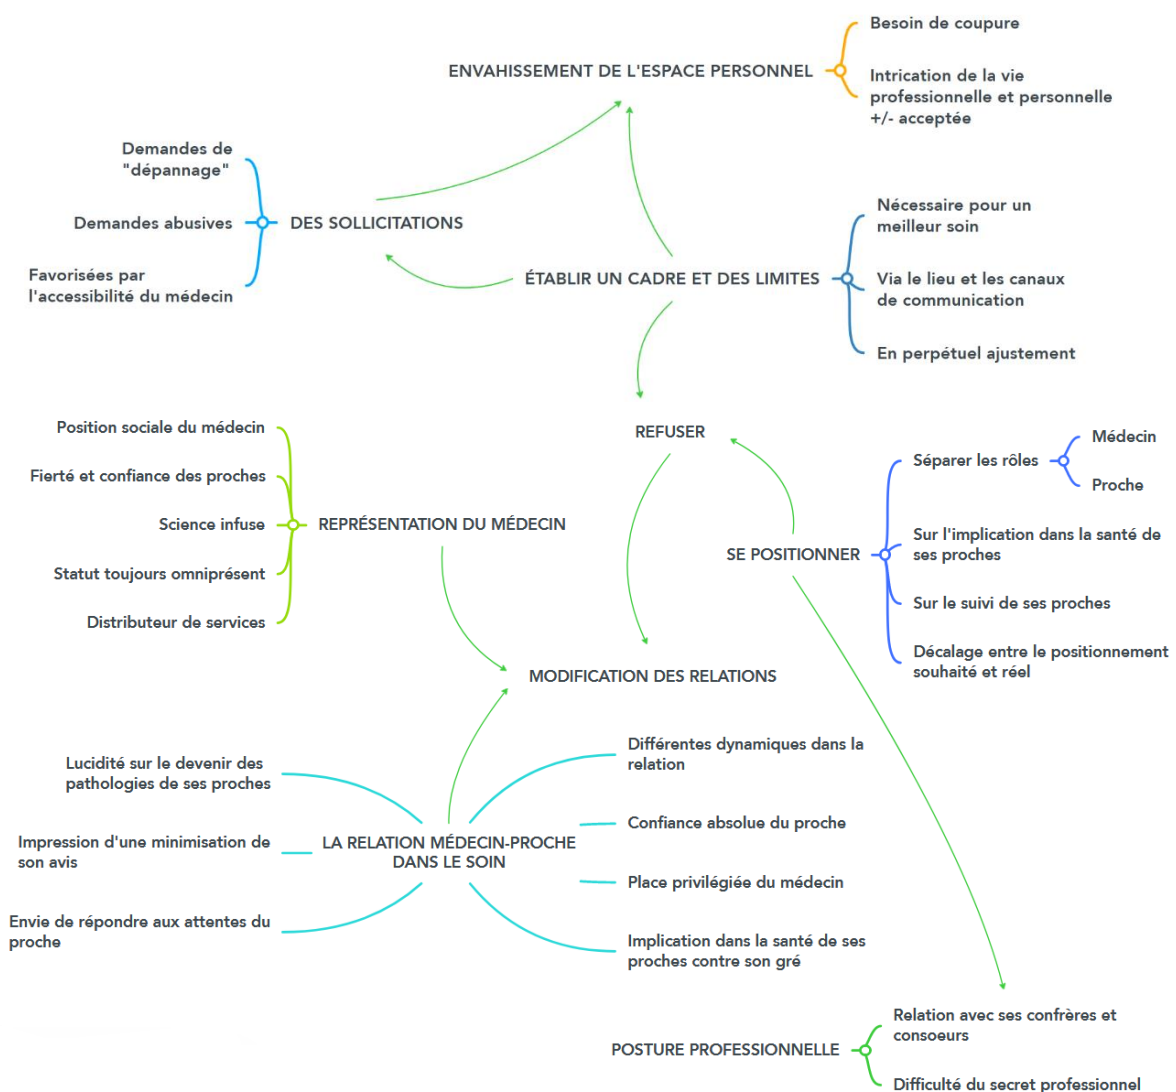 ENVAHISSEMENT DE L'ESPACE PERSONNEL
Besoin de coupure
Intrication de la vie
professionnelle et personnelle
+/- acceptée
Demandes de
"dépannage"
Demandes abusives
Favorisées par
l'accessibilité du médecin
DES SOLLICITATIONS
ÉTABLIR UN CADRE ET DES LIMITES
Nécessaire pour un
meilleur soin
Via le lieu et les canaux
de communication
En perpétuel ajustement
REFUSER
Position sociale du médecin
Fierté et confiance des proches
Science infuse
Statut toujours omniprésent
Distributeur de services
REPRÉSENTATION DU MÉDECIN
SE POSITIONNER
Séparer les rôles
Médecin
Proche
Sur l'implication dans la santé de
ses proches
Sur le suivi de ses proches
Décalage entre le positionnement
souhaité et réel
MODIFICATION DES RELATIONS
Lucidité sur le devenir des
pathologies de ses proches
Impression d'une minimisation de
son avis
Envie de répondre aux attentes du
proche
LA RELATION MÉDECIN-PROCHE
DANS LE SOIN
Différentes dynamiques dans la
relation
Confiance absolue du proche
Place privilégiée du médecin
Implication dans la santé de ses
proches contre son gré
POSTURE PROFESSIONNELLE
Relation avec ses confrères et
consoeurs
Difficulté du secret professionnel